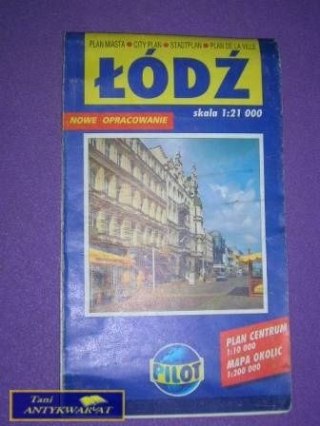 PLAN MIASTA • CITY PLAN • STADTPLAN • PLAN DE LA VILLE
ŁÓDŹ
NOWE OPRACOWANIE
skala 1:21 000
PLAN CENTRUM
1:10 000
MAPA OKOLIC
1:200 000
PILOT
Tani
ANTYKWARIAT